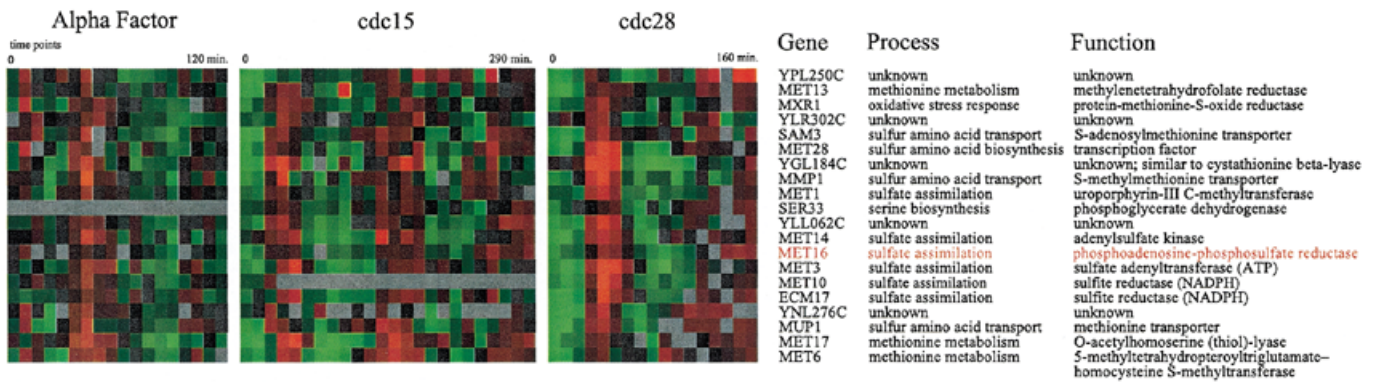 Alpha Factor cdc15 cdc28
time points
0 120 min. 0 290 min. 0 160 min.
Gene Process Function
YPL250C unknown unknown
MET13 methionine metabolism methylenetetrahydrofolate reductase
MXR1 oxidative stress response protein-methionine-S-oxide reductase
YLR302C unknown unknown
SAM3 sulfur amino acid transport S-adenosylmethionine transporter
MET28 sulfur amino acid biosynthesis transcription factor
YGL184C unknown unknown; similar to cystathionine beta-lyase
MMP1 sulfur amino acid transport S-methylmethionine transporter
MET1 sulfate assimilation uroporphyrin-III C-methyltransferase
SER33 serine biosynthesis phosphoglycerate dehydrogenase
YLL062C unknown unknown
MET14 sulfate assimilation adenylsulfate kinase
MET16 sulfate assimilation phosphoadenosine-phosphosulfate reductase
MET3 sulfate assimilation sulfate adenyltransferase (ATP)
MET10 sulfate assimilation sulfite reductase (NADPH)
ECM17 sulfate assimilation sulfite reductase (NADPH)
YNL276C unknown unknown
MUP1 sulfur amino acid transport methionine transporter
MET17 methionine metabolism O-acetylhomoserine (thiol)-lyase
MET6 methionine metabolism 5-methyltetrahydropteroyltriglutamate–
homocysteine S-methyltransferase